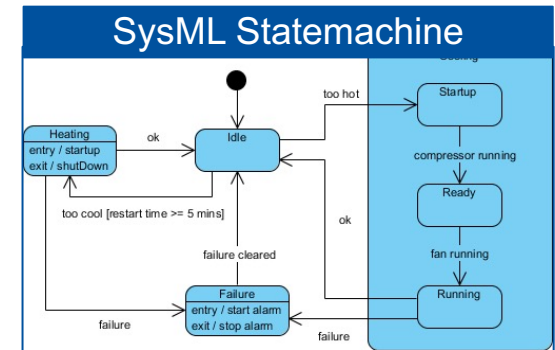 SysML Statemachine
Startup
too hot
Heating
entry / startup
exit / shutDown
ok
Idle
compressor running
Ready
too cool [restart time >= 5 mins]
ok
failure cleared
fan running
Failure
entry / start alarm
exit / stop alarm
Running
failure
failure